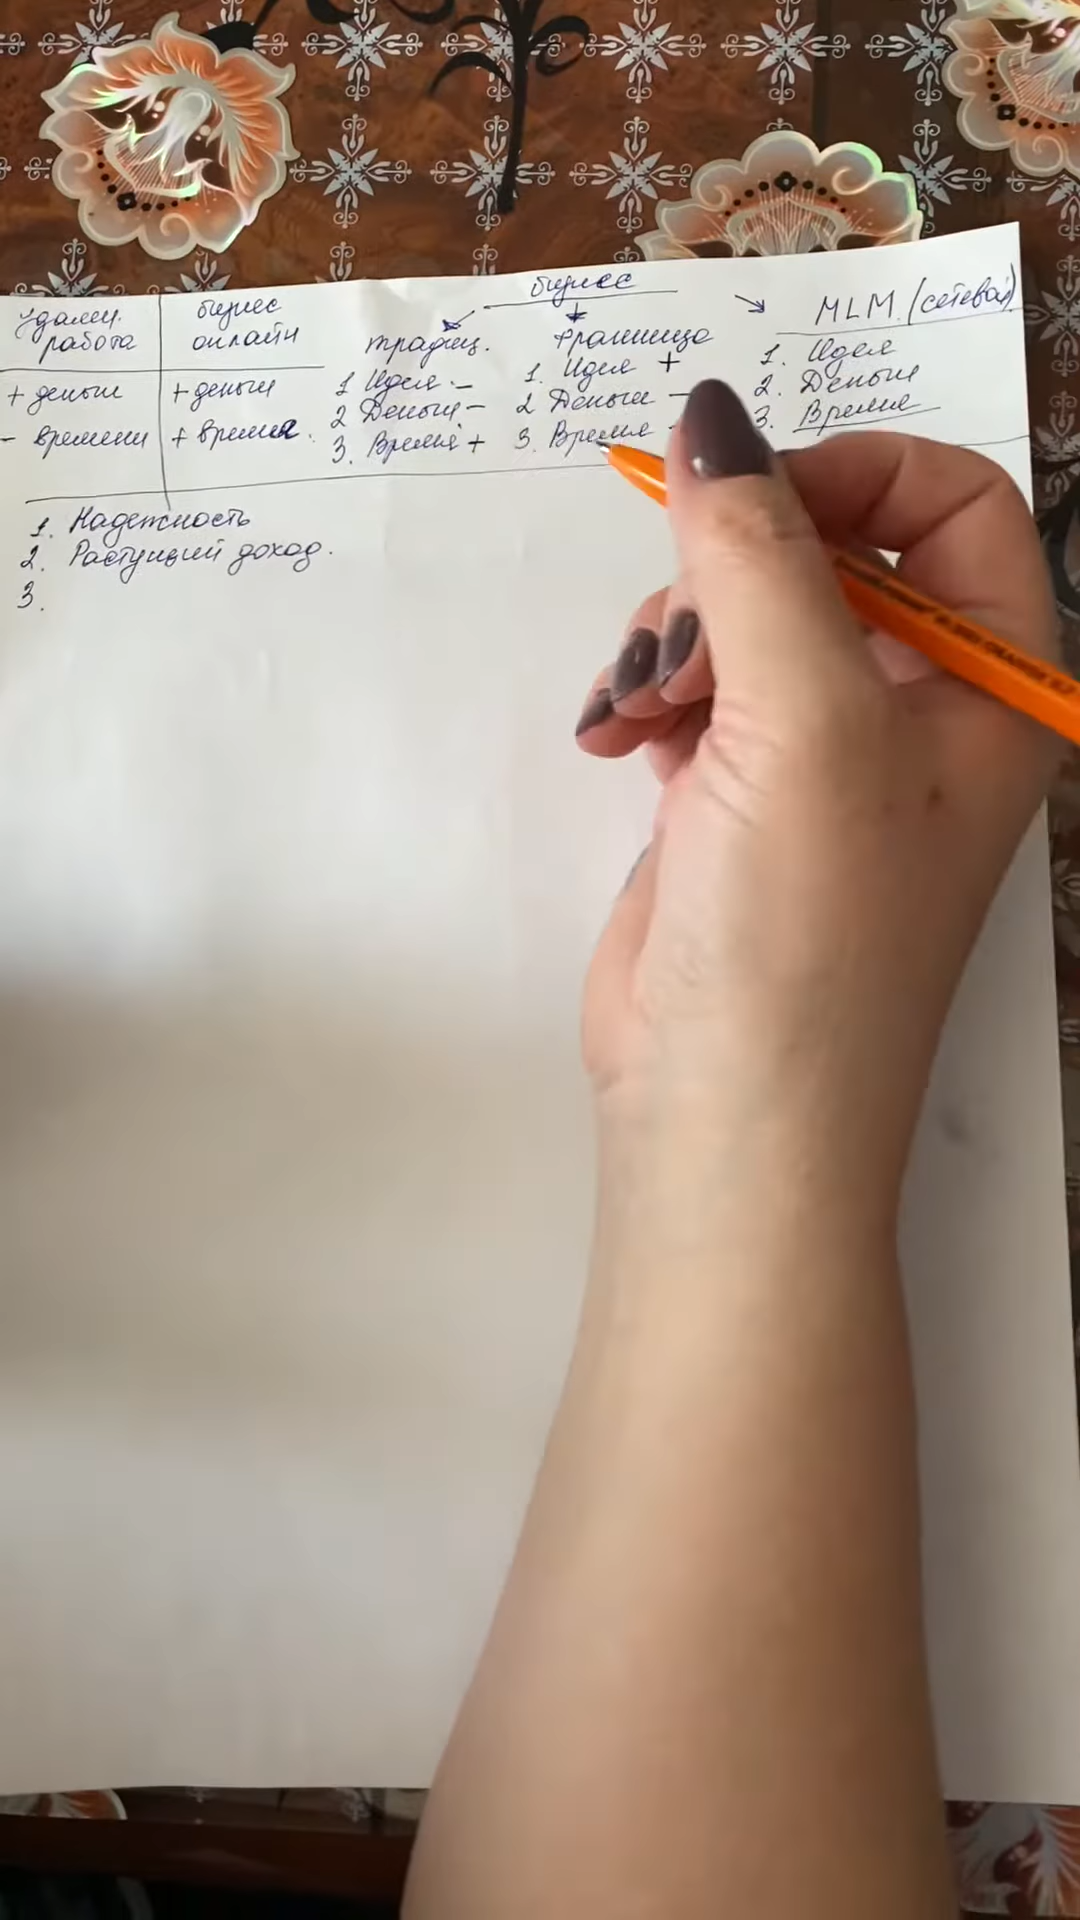 бизнес
удален. работа
бизнес онлайн
традиц.
Франшиза
MLM (сетевой)
+ деньги
- времени
+ деньги
+ время.
1 Идея -
2 Деньги -
3. Время +
1. Идея +
2 Деньги -
3. Время
1. Идея
2. Деньги
3. Время
1. Надежность
2. Растущий доход.
3.